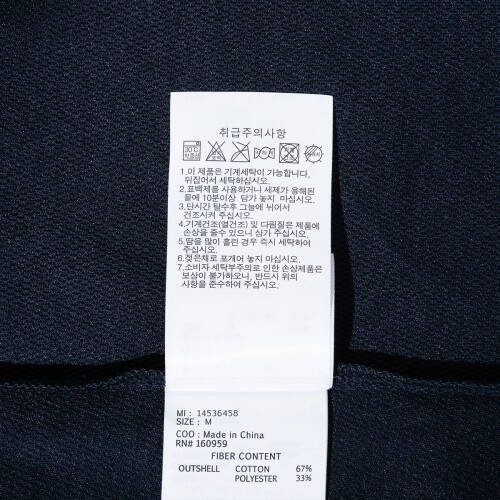 취급주의사항
30℃
약중성
1.이 제품은 기계세탁이 가능합니다,
뒤집어서 세탁하십시오.
2.표백제를 사용하거나 세제가 용해된
물에 10분이상 담가 놓지 마십시오.
3.단시간 탈수후 그늘에 뉘어서
건조시켜 주십시오.
4.기계건조(열건조) 및 다림질은 제품에
손상을 줄수 있으니 삼가 주십시오.
5.땀을 많이 흘린 경우 즉시 세탁하여
주십시오.
6.젖은채로 포개어 놓지 마십시오.
7.소비자 세탁부주의로 인한 손상제품은
보상이 불가하오니, 반드시 위의
사항을 준수하여 주십시오.
MI : 14536458
SIZE : M
COO : Made in China
RN# 160959
FIBER CONTENT
OUTSHELL COTTON 67%
POLYESTER 33%